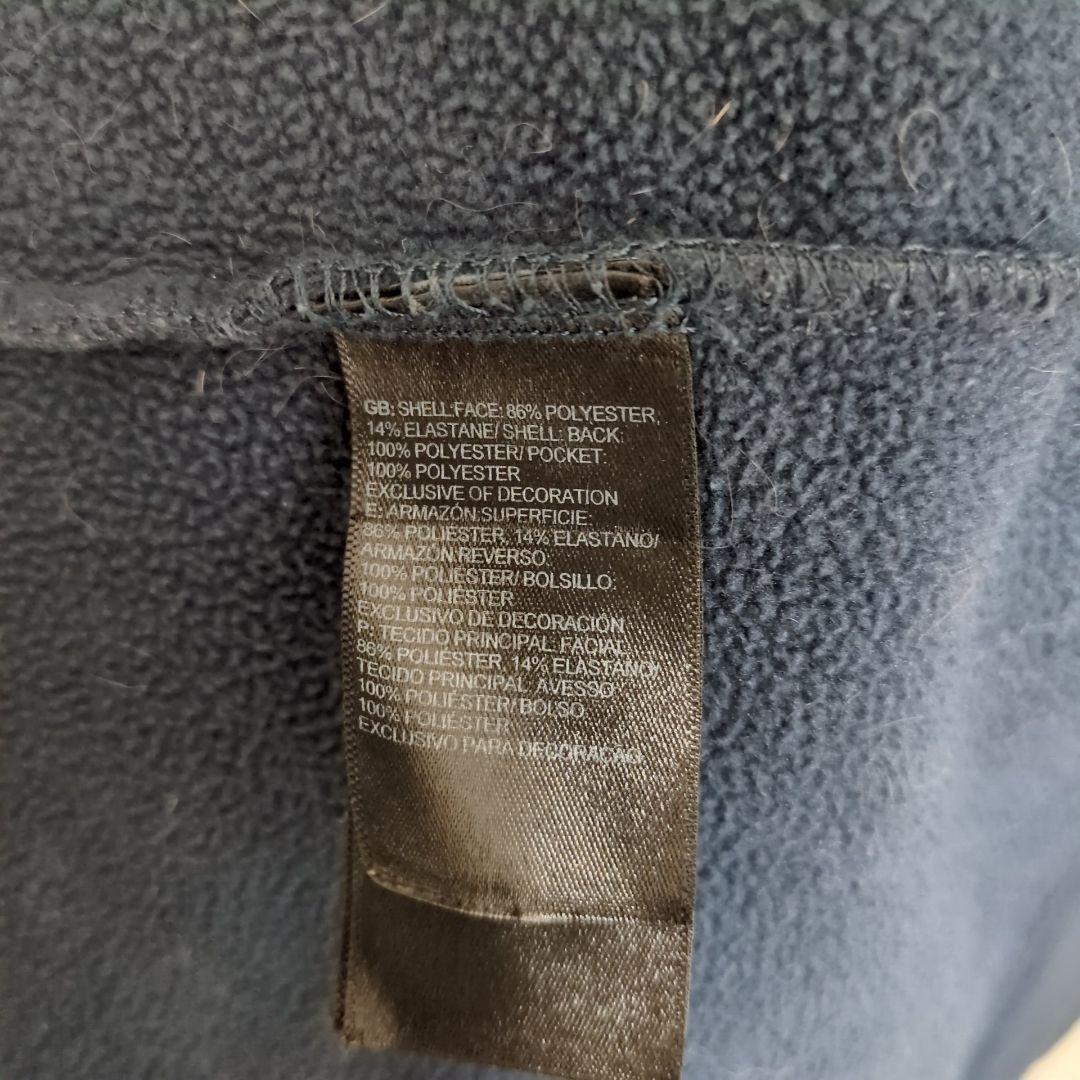 GB: SHELL:FACE: 86% POLYESTER,
14% ELASTANE/ SHELL: BACK:
100% POLYESTER/ POCKET:
100% POLYESTER
EXCLUSIVE OF DECORATION
E: ARMAZÓN:SUPERFICIE:
86% POLIÉSTER, 14% ELASTANO/
ARMAZÓN:REVERSO:
100% POLIÉSTER/ BOLSILLO:
100% POLIÉSTER
EXCLUSIVO DE DECORACIÓN
P: TECIDO PRINCIPAL FACIAL:
86% POLIÉSTER, 14% ELASTANO/
TECIDO PRINCIPAL AVESSO:
100% POLIÉSTER/ BOLSO:
100% POLIÉSTER
EXCLUSIVO PARA DECORAÇAO